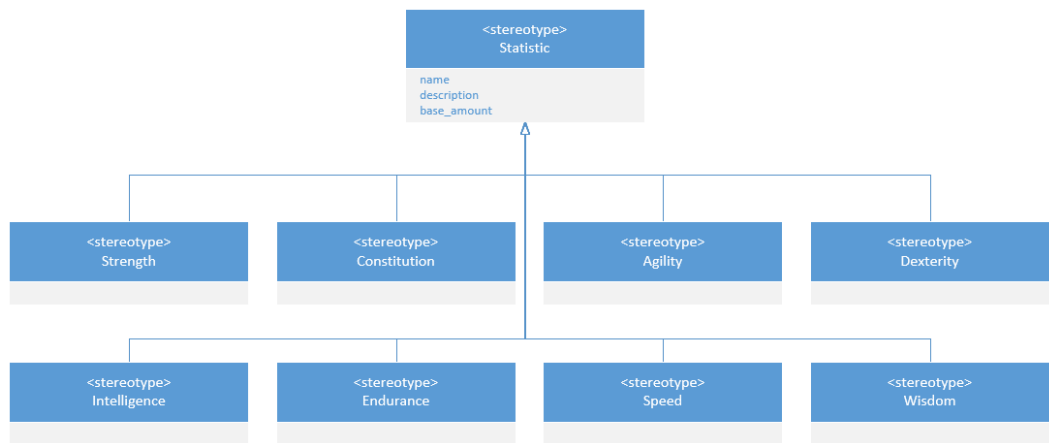 <stereotype>
Statistic
name
description
base_amount
<stereotype>
Strength
<stereotype>
Constitution
<stereotype>
Agility
<stereotype>
Dexterity
<stereotype>
Intelligence
<stereotype>
Endurance
<stereotype>
Speed
<stereotype>
Wisdom